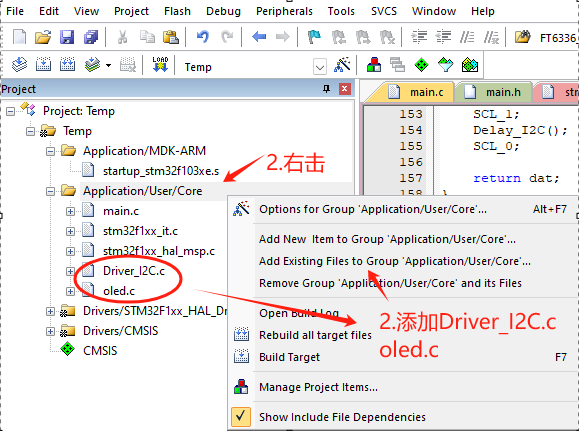 File Edit View Project Flash Debug Peripherals Tools SVCS Window Help
FT6336
LOAD
Temp
Project
main.c
main.h
Project: Temp
Temp
Application/MDK-ARM
startup_stm32f103xe.s
Application/User/Core
main.c
stm32f1xx_it.c
stm32f1xx_hal_msp.c
Driver_I2C.c
oled.c
Drivers/STM32F1xx_HAL_Dr
Drivers/CMSIS
CMSIS
2.右击
153 SCL_1;
154 Delay_I2C();
155 SCL_0;
156
157 return dat;
158 }
Options for Group 'Application/User/Core'... Alt+F7
Add New Item to Group 'Application/User/Core'...
Add Existing Files to Group 'Application/User/Core'...
Remove Group 'Application/User/Core' and its Files
Open Build Log
Rebuild all target files
Build Target F7
Manage Project Items...
Show Include File Dependencies
2.添加Driver_I2C.c
oled.c